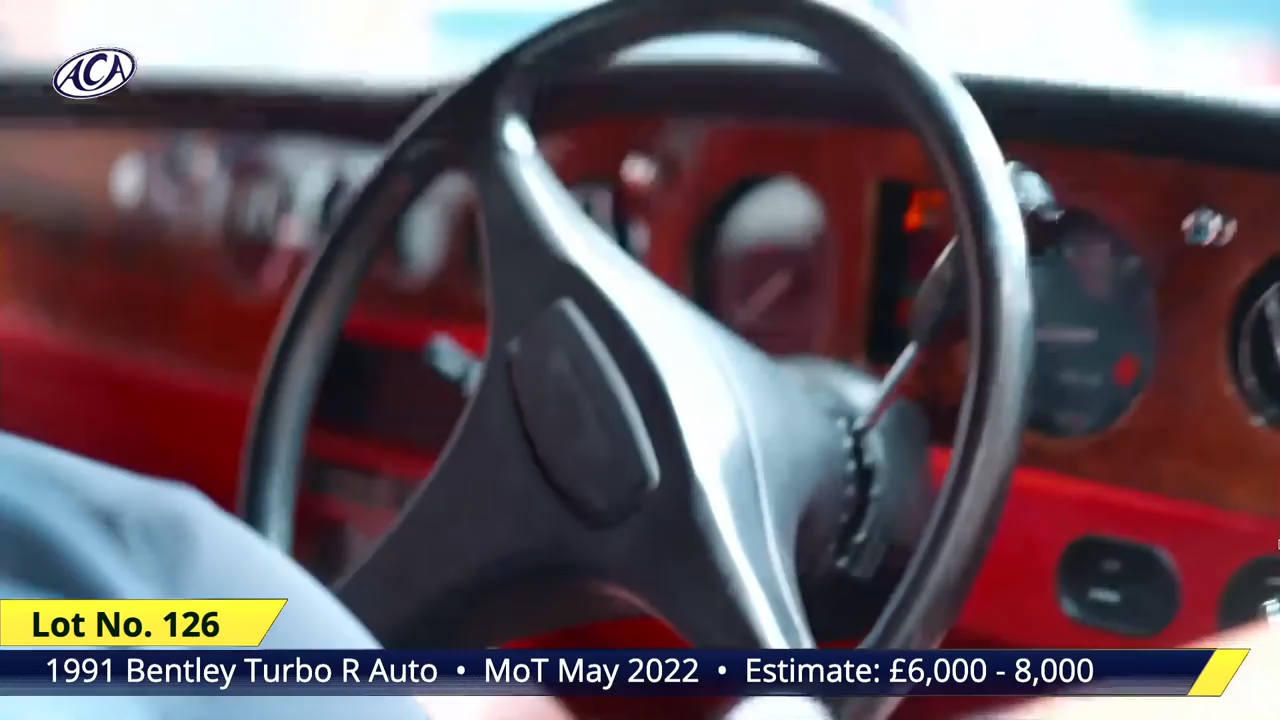 ACA
Lot No. 126
1991 Bentley Turbo R Auto • MoT May 2022 • Estimate: £6,000 - 8,000